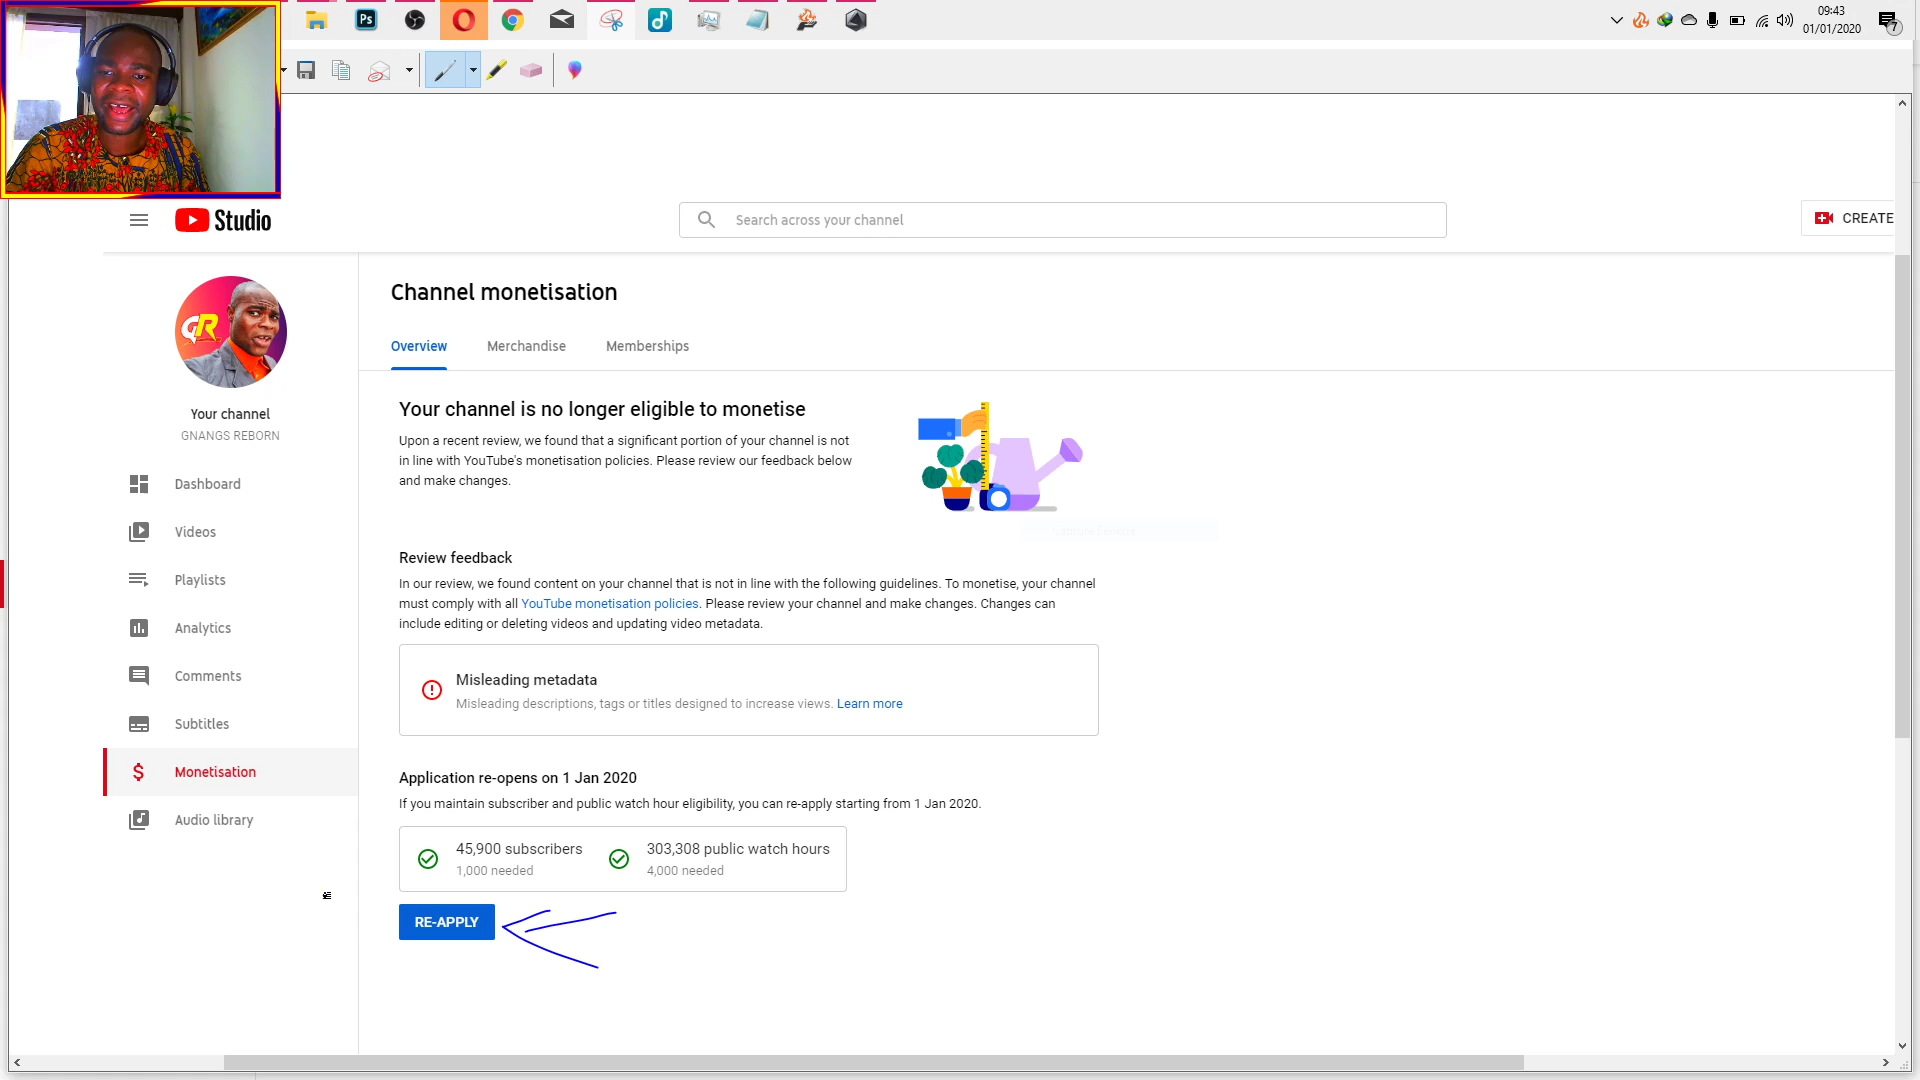 Ps
09:43
01/01/2020
7
Studio
Search across your channel
CREATE
GR
Your channel
GNANGS REBORN
Dashboard
Videos
Playlists
Analytics
Comments
Subtitles
Monetisation
Audio library
Channel monetisation
Overview Merchandise Memberships
Your channel is no longer eligible to monetise
Upon a recent review, we found that a significant portion of your channel is not
in line with YouTube's monetisation policies. Please review our feedback below
and make changes.
Review feedback
In our review, we found content on your channel that is not in line with the following guidelines. To monetise, your channel
must comply with all YouTube monetisation policies. Please review your channel and make changes. Changes can
include editing or deleting videos and updating video metadata.
Misleading metadata
Misleading descriptions, tags or titles designed to increase views. Learn more
Application re-opens on 1 Jan 2020
If you maintain subscriber and public watch hour eligibility, you can re-apply starting from 1 Jan 2020.
45,900 subscribers 303,308 public watch hours
1,000 needed 4,000 needed
RE-APPLY